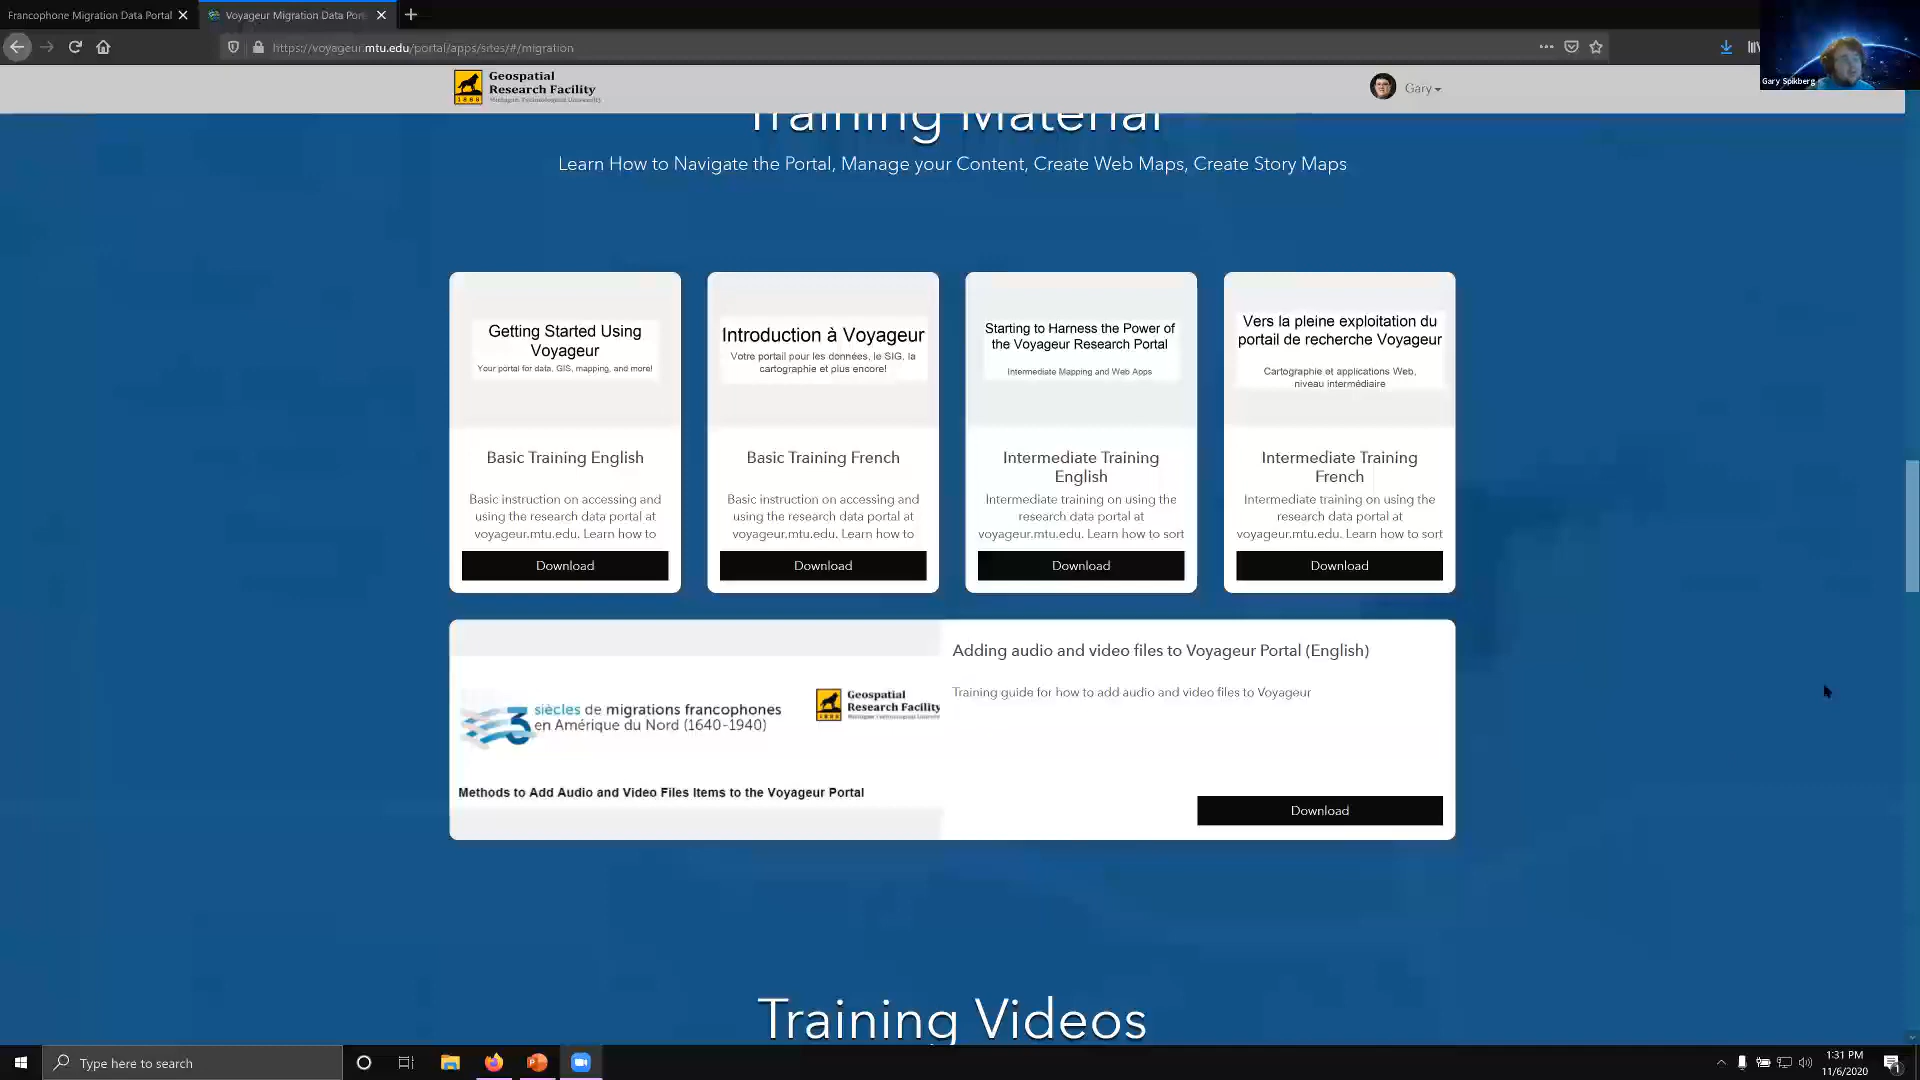 Francophone Migration Data Portal
Voyageur Migration Data Por
https://voyageur.mtu.edu/portal/apps/sites/#/migration
Gary Spikberg
Geospatial
Research Facility
Michigan Technological University
1885
Gary
Training Material
Learn How to Navigate the Portal, Manage your Content, Create Web Maps, Create Story Maps
Getting Started Using
Voyageur
Your portal for data, GIS, mapping, and more!
Basic Training English
Basic instruction on accessing and
using the research data portal at
voyageur.mtu.edu. Learn how to
Download
Introduction à Voyageur
Votre portail pour les données, le SIG, la
cartographie et plus encore!
Basic Training French
Basic instruction on accessing and
using the research data portal at
voyageur.mtu.edu. Learn how to
Download
Starting to Harness the Power of
the Voyageur Research Portal
Intermediate Mapping and Web Apps
Intermediate Training
English
Intermediate training on using the
research data portal at
voyageur.mtu.edu. Learn how to sort
Download
Vers la pleine exploitation du
portail de recherche Voyageur
Cartographie et applications Web,
niveau intermédiaire
Intermediate Training
French
Intermediate training on using the
research data portal at
voyageur.mtu.edu. Learn how to sort
Download
3 siècles de migrations francophones
en Amérique du Nord (1640-1940)
Geospatial
Research Facility
Methods to Add Audio and Video Files Items to the Voyageur Portal
Adding audio and video files to Voyageur Portal (English)
Training guide for how to add audio and video files to Voyageur
Download
Training Videos
Type here to search
1:31 PM
11/6/2020
1